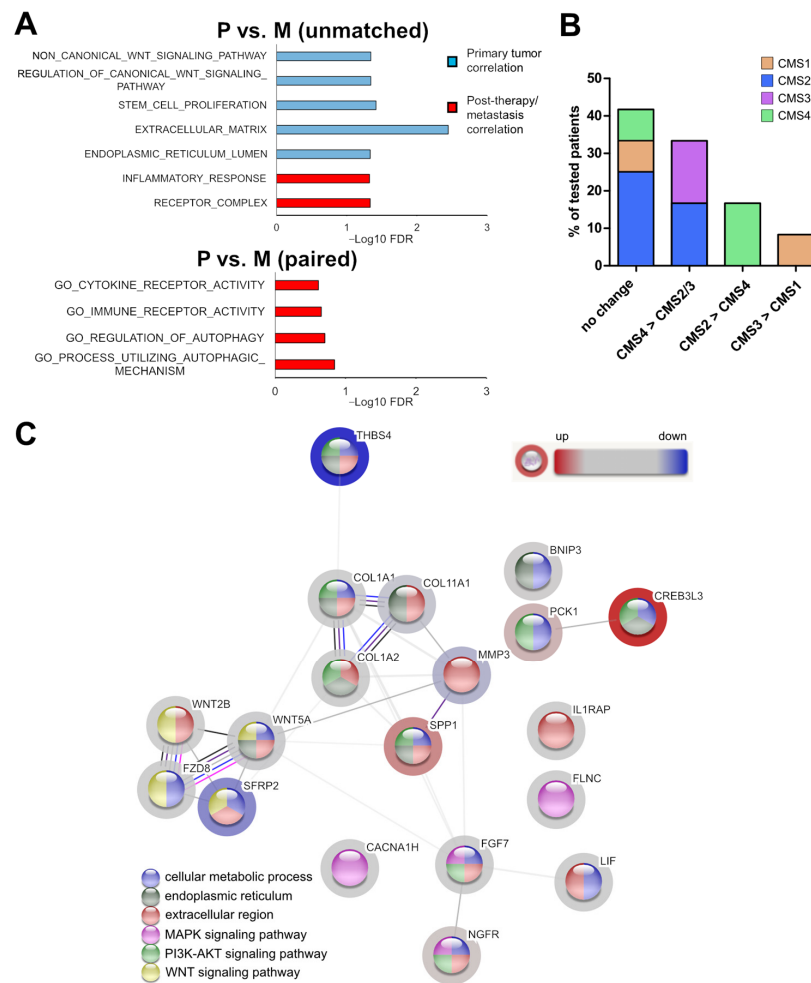 A
P vs. M (unmatched)
NON_CANONICAL_WNT_SIGNALING_PATHWAY
REGULATION_OF_CANONICAL_WNT_SIGNALING_
PATHWAY
STEM_CELL_PROLIFERATION
EXTRACELLULAR_MATRIX
ENDOPLASMIC_RETICULUM_LUMEN
INFLAMMATORY_RESPONSE
RECEPTOR_COMPLEX
0 1 2 3
−Log10 FDR
Primary tumor
correlation
Post-therapy/
metastasis
correlation
P vs. M (paired)
GO_CYTOKINE_RECEPTOR_ACTIVITY
GO_IMMUNE_RECEPTOR_ACTIVITY
GO_REGULATION_OF_AUTOPHAGY
GO_PROCESS_UTILIZING_AUTOPHAGIC_
MECHANISM
0 1 2 3
−Log10 FDR
B
CMS1
CMS2
CMS3
CMS4
% of tested patients
50
40
30
20
10
0
no change
CMS4 > CMS2/3
CMS2 > CMS4
CMS3 > CMS1
C
up down
THBS4
COL1A1
COL11A1
COL1A2
BNIP3
PCK1
CREB3L3
MMP3
WNT2B
WNT5A
SPP1
IL1RAP
FZD8
SFRP2
FLNC
CACNA1H
FGF7
LIF
NGFR
cellular metabolic process
endoplasmic reticulum
extracellular region
MAPK signaling pathway
PI3K-AKT signaling pathway
WNT signaling pathway